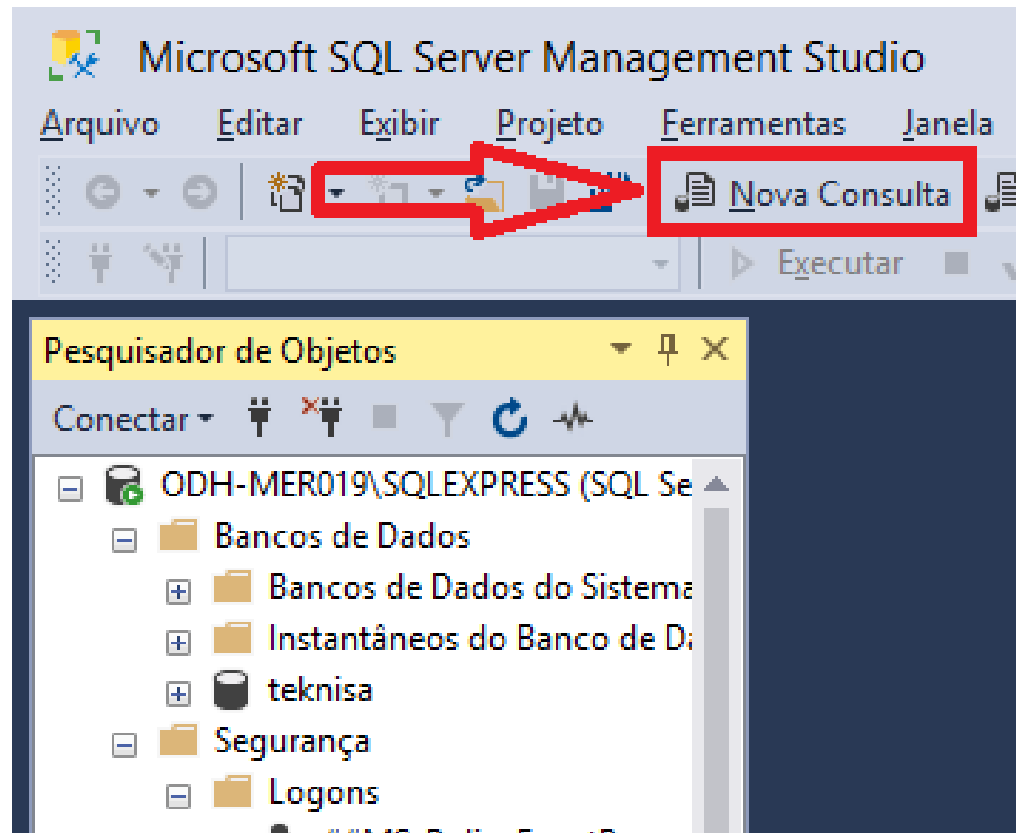 Microsoft SQL Server Management Studio
Arquivo Editar Exibir Projeto Ferramentas Janela
Nova Consulta
Executar
Pesquisador de Objetos
Conectar
ODH-MER019\SQLEXPRESS (SQL Se
Bancos de Dados
Bancos de Dados do Sistema
Instantâneos do Banco de Da
teknisa
Segurança
Logons